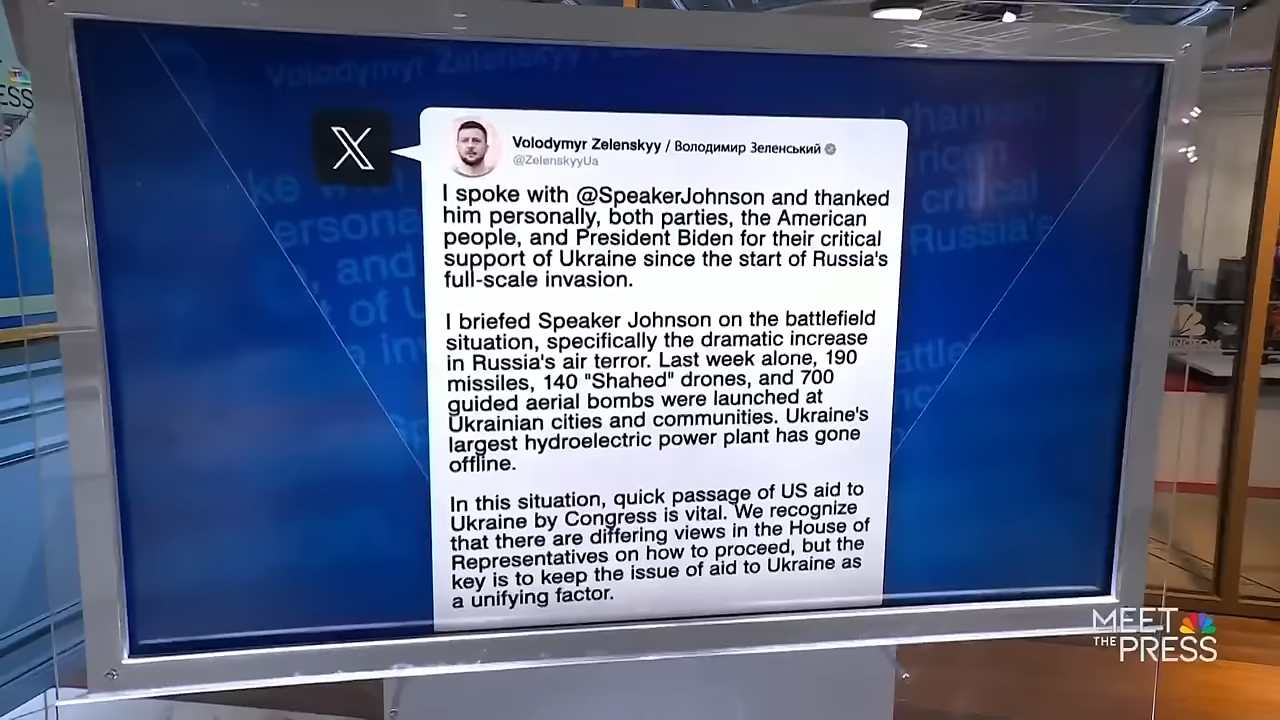 Volodymyr Zelenskyy
ESS
X
Volodymyr Zelenskyy / Володимир Зеленський
@ZelenskyyUa
I spoke with @SpeakerJohnson and thanked
him personally, both parties, the American
people, and President Biden for their critical
support of Ukraine since the start of Russia's
full-scale invasion.
I briefed Speaker Johnson on the battlefield
situation, specifically the dramatic increase
in Russia's air terror. Last week alone, 190
missiles, 140 "Shahed" drones, and 700
guided aerial bombs were launched at
Ukrainian cities and communities. Ukraine's
largest hydroelectric power plant has gone
offline.
In this situation, quick passage of US aid to
Ukraine by Congress is vital. We recognize
that there are differing views in the House of
Representatives on how to proceed, but the
key is to keep the issue of aid to Ukraine as
a unifying factor.
MEET
THE PRESS